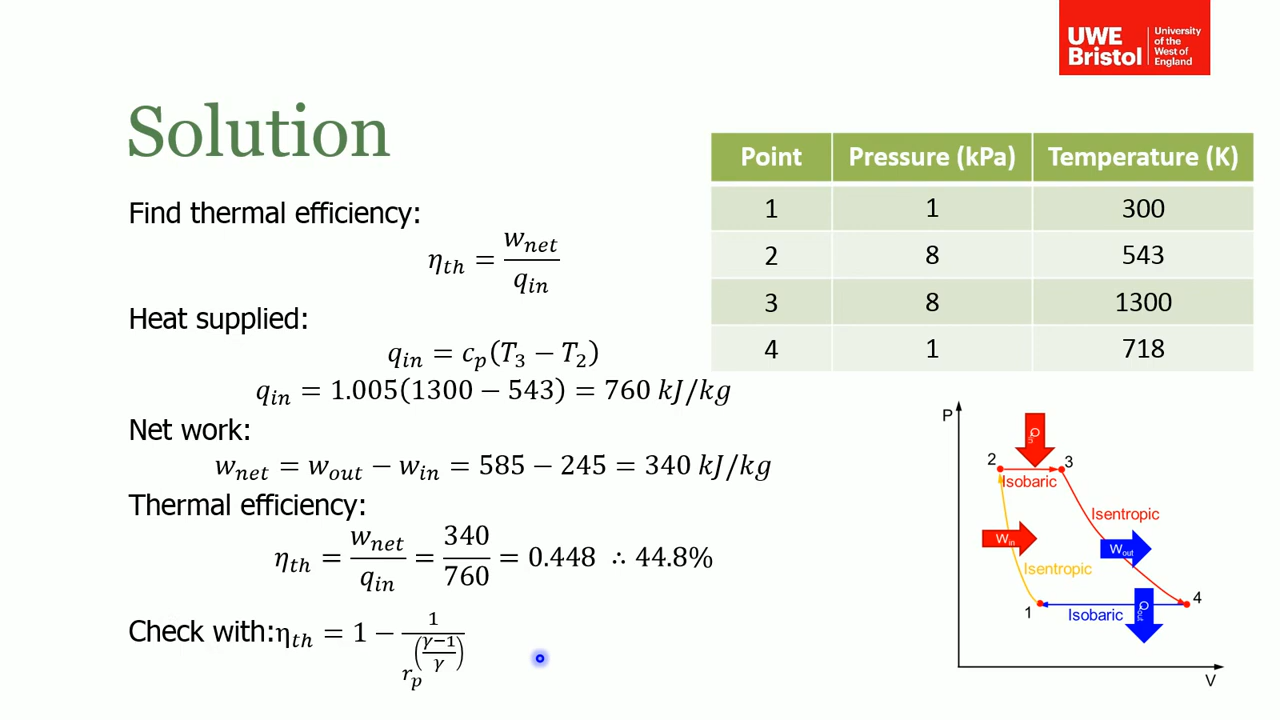 UWE Bristol | University of the West of England
Solution
Find thermal efficiency:
η_th = w_net / q_in
Heat supplied:
q_in = c_p(T_3 − T_2)
q_in = 1.005(1300 − 543) = 760 kJ/kg
Net work:
w_net = w_out − w_in = 585 − 245 = 340 kJ/kg
Thermal efficiency:
η_th = w_net / q_in = 340 / 760 = 0.448 ∴ 44.8%
Check with: η_th = 1 − 1 / r_p^((γ−1)/γ)
Point Pressure (kPa) Temperature (K)
1 1 300
2 8 543
3 8 1300
4 1 718
P
Q_in
2 3
Isobaric
Isentropic
W_in
W_out
Isentropic
1 4
Isobaric
Q_out
V